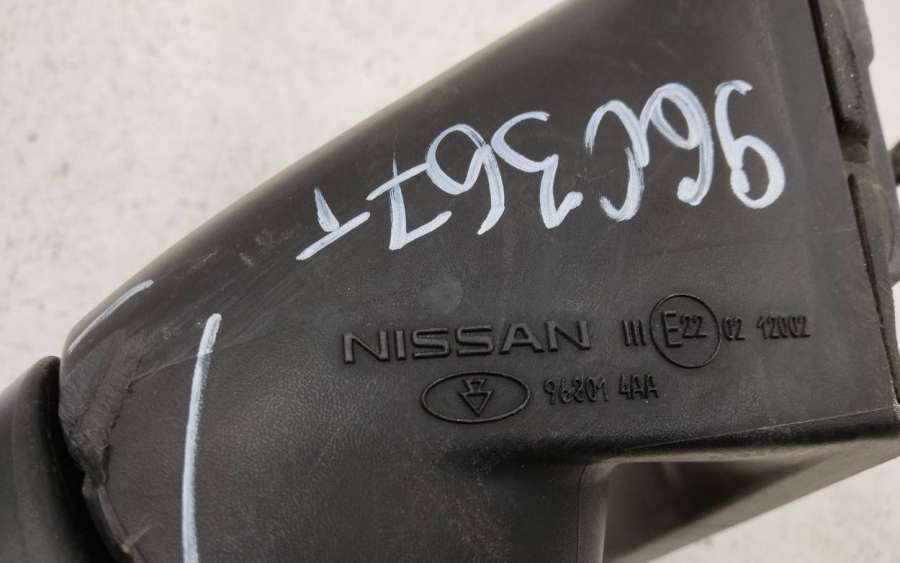 96C367T
NISSAN III E22 02 12002
96301 4AA